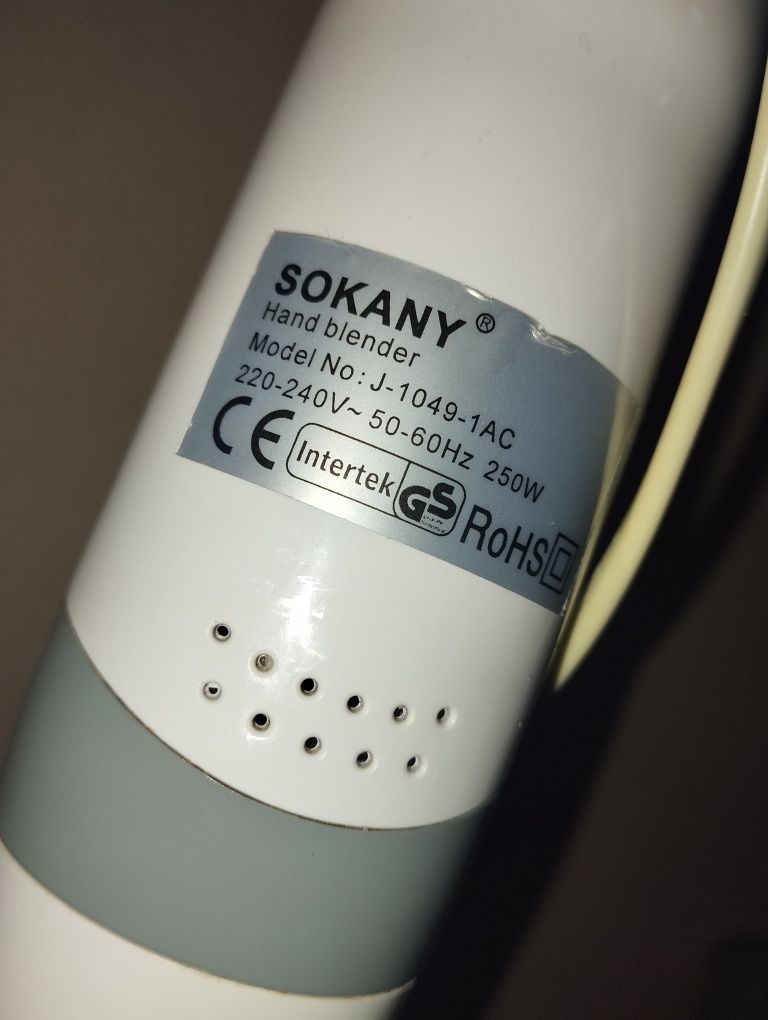 SOKANY ®
Hand blender
Model No: J-1049-1AC
220-240V~ 50-60Hz 250W
CE Intertek GS RoHS